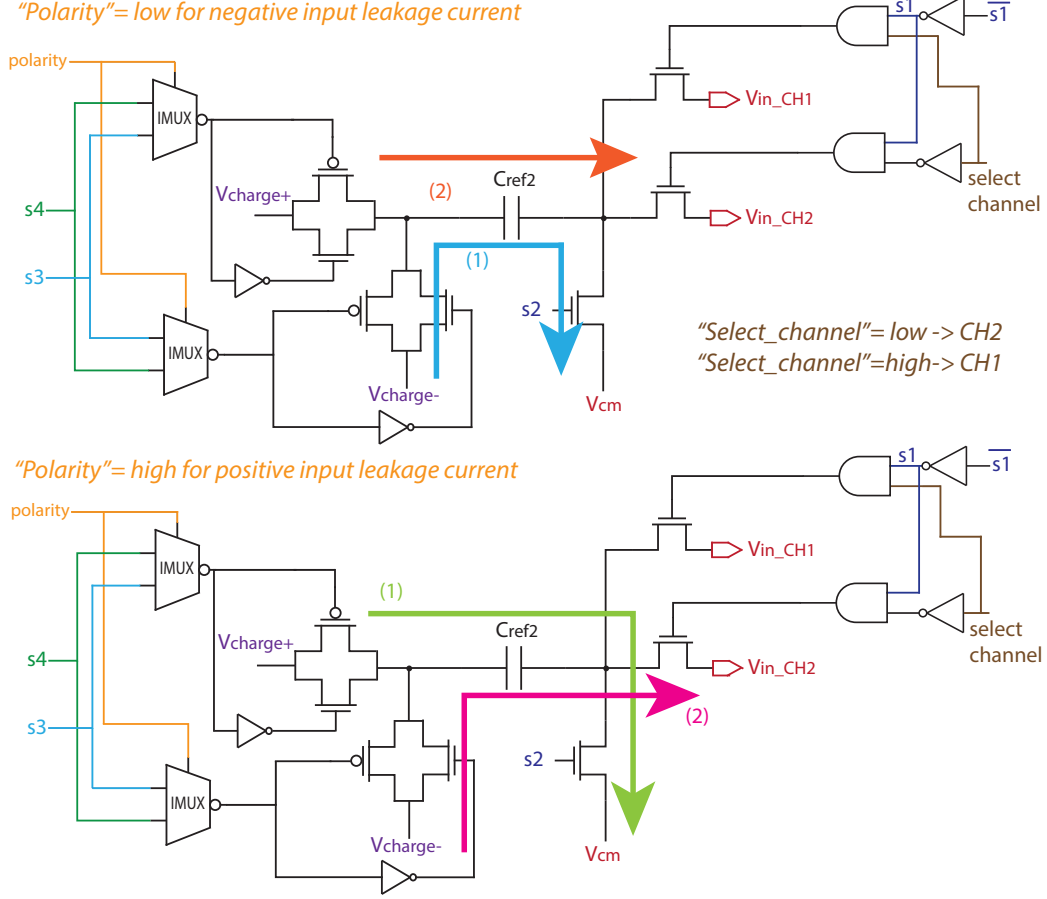 “Polarity”= low for negative input leakage current
s1
s1
polarity
IMUX
Vin_CH1
Vcharge+
(2)
Cref2
select
channel
s4
Vin_CH2
(1)
s3
s2
IMUX
“Select_channel”= low -> CH2
“Select_channel”=high-> CH1
Vcharge-
Vcm
“Polarity”= high for positive input leakage current
s1
s1
polarity
IMUX
Vin_CH1
(1)
Vcharge+
Cref2
select
channel
s4
Vin_CH2
(2)
s3
s2
IMUX
Vcharge-
Vcm